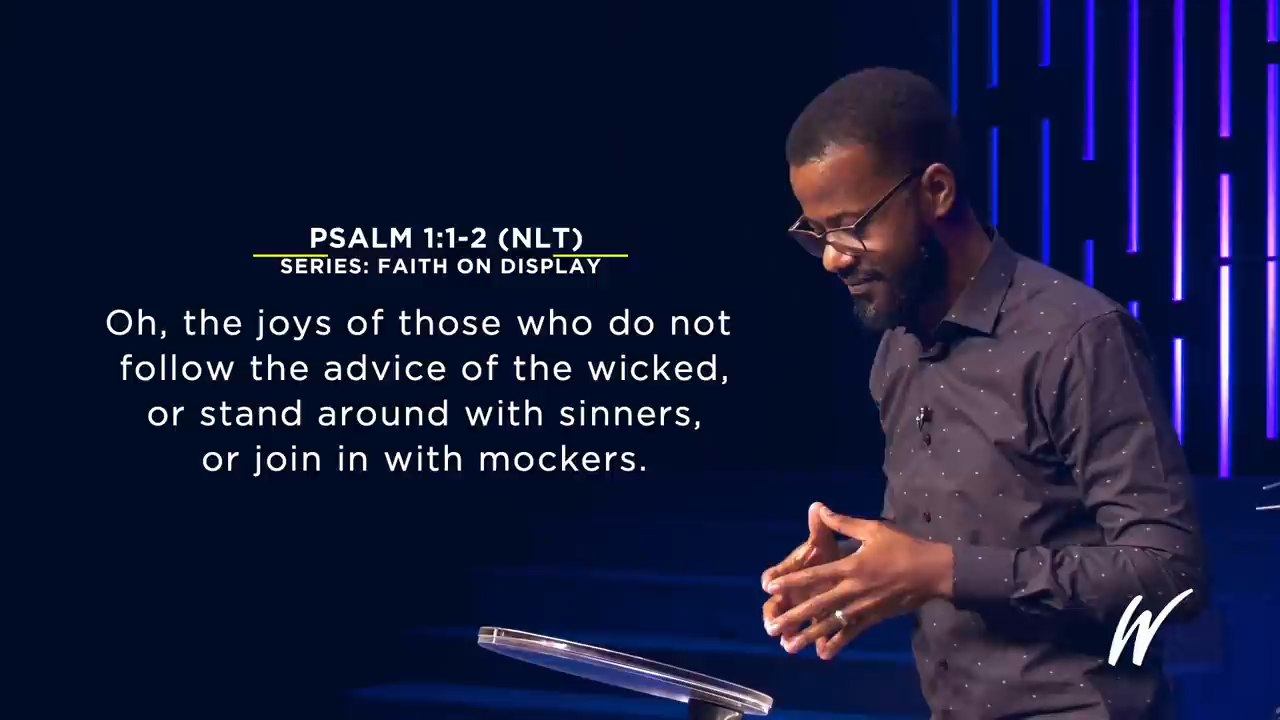 PSALM 1:1-2 (NLT)
SERIES: FAITH ON DISPLAY
Oh, the joys of those who do not
follow the advice of the wicked,
or stand around with sinners,
or join in with mockers.
W